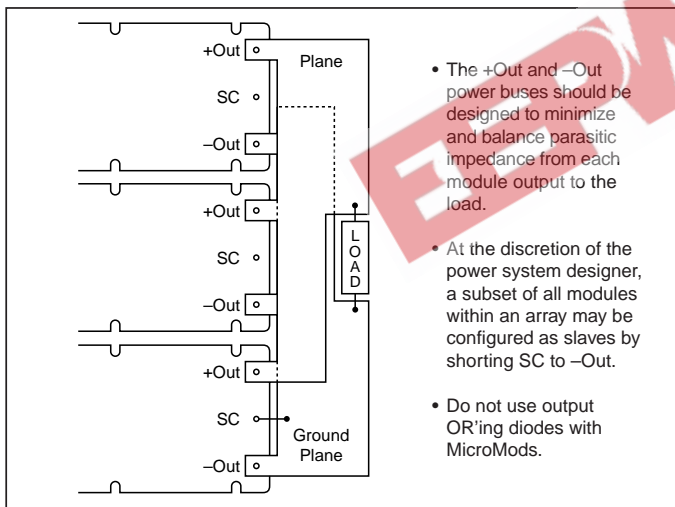 +Out
Plane
SC
–Out
+Out
SC
–Out
+Out
SC
Ground
Plane
–Out
LOAD
• The +Out and –Out
power buses should be
designed to minimize
and balance parasitic
impedance from each
module output to the
load.
• At the discretion of the
power system designer,
a subset of all modules
within an array may be
configured as slaves by
shorting SC to –Out.
• Do not use output
OR'ing diodes with
MicroMods.